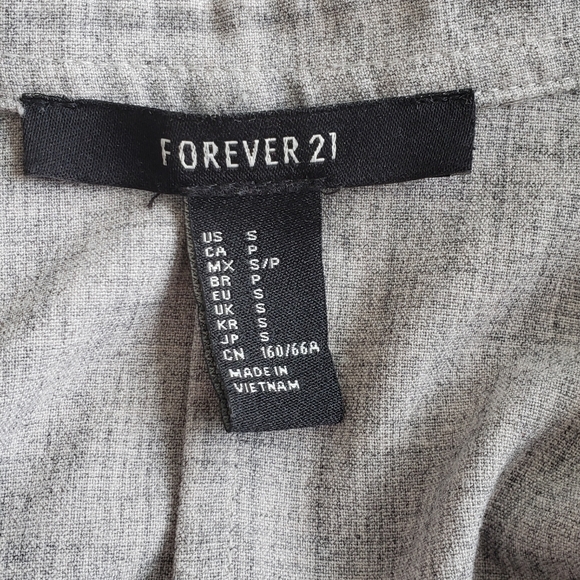 FOREVER 21
US S
CA P
MX S/P
BR P
EU S
UK S
KR S
JP S
CN 160/66A
MADE IN
VIETNAM